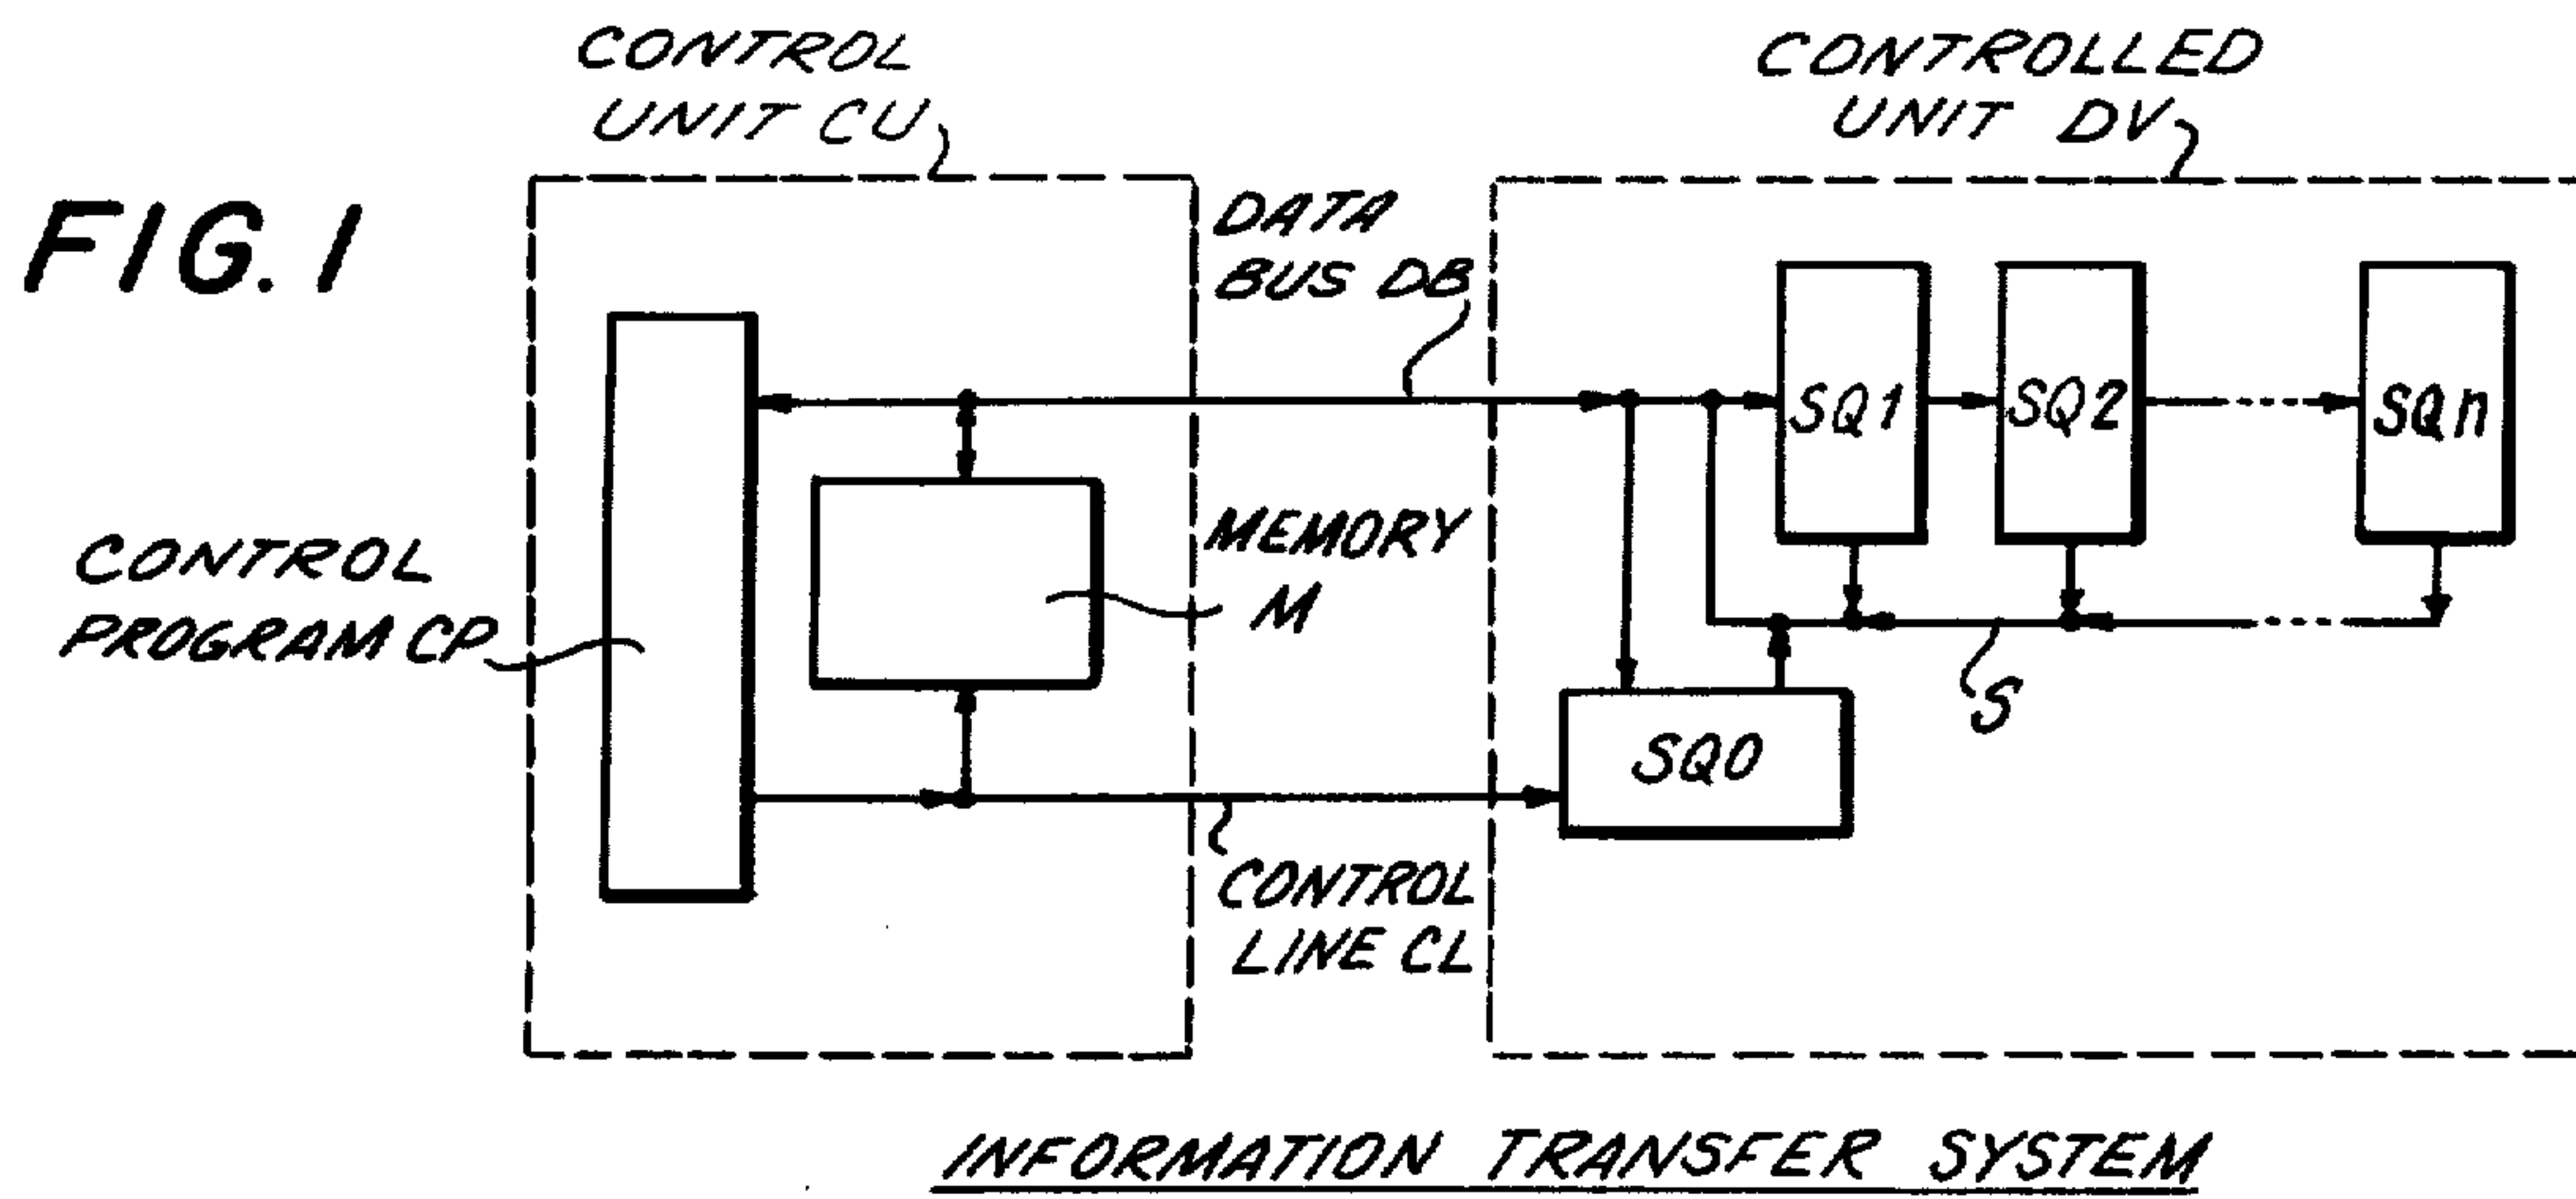 FIG. 1
CONTROL
UNIT CU
CONTROLLED
UNIT DV
DATA
BUS DB
SQ1
SQ2
SQn
CONTROL
PROGRAM CP
MEMORY
M
S
SQ0
CONTROL
LINE CL
INFORMATION TRANSFER SYSTEM